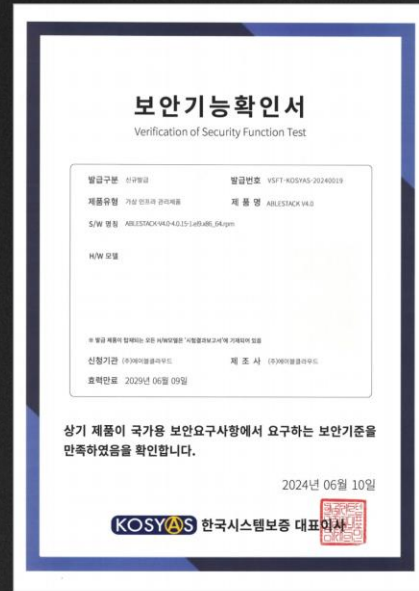 보안기능확인서
Verification of Security Function Test
발급구분 신규발급 발급번호 VSFT-KOSYAS-20240019
제품유형 가상 인프라 관리제품 제 품 명 ABLESTACK V4.0
S/W 명칭 ABLESTACK-V4.0-4.0.15-1.el9.x86_64.rpm
H/W 모델
※ 발급 제품이 탑재되는 모든 H/W모델은 '시험결과보고서'에 기재되어 있음
신청기관 (주)에이블클라우드 제 조 사 (주)에이블클라우드
효력만료 2029년 06월 09일
상기 제품이 국가용 보안요구사항에서 요구하는 보안기준을
만족하였음을 확인합니다.
2024년 06월 10일
KOSYAS 한국시스템보증 대표이사